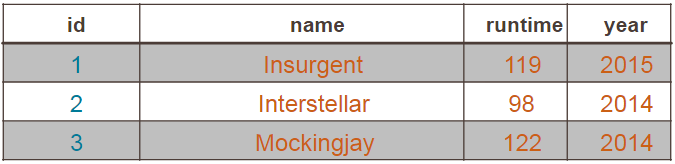 id name runtime year
1 Insurgent 119 2015
2 Interstellar 98 2014
3 Mockingjay 122 2014